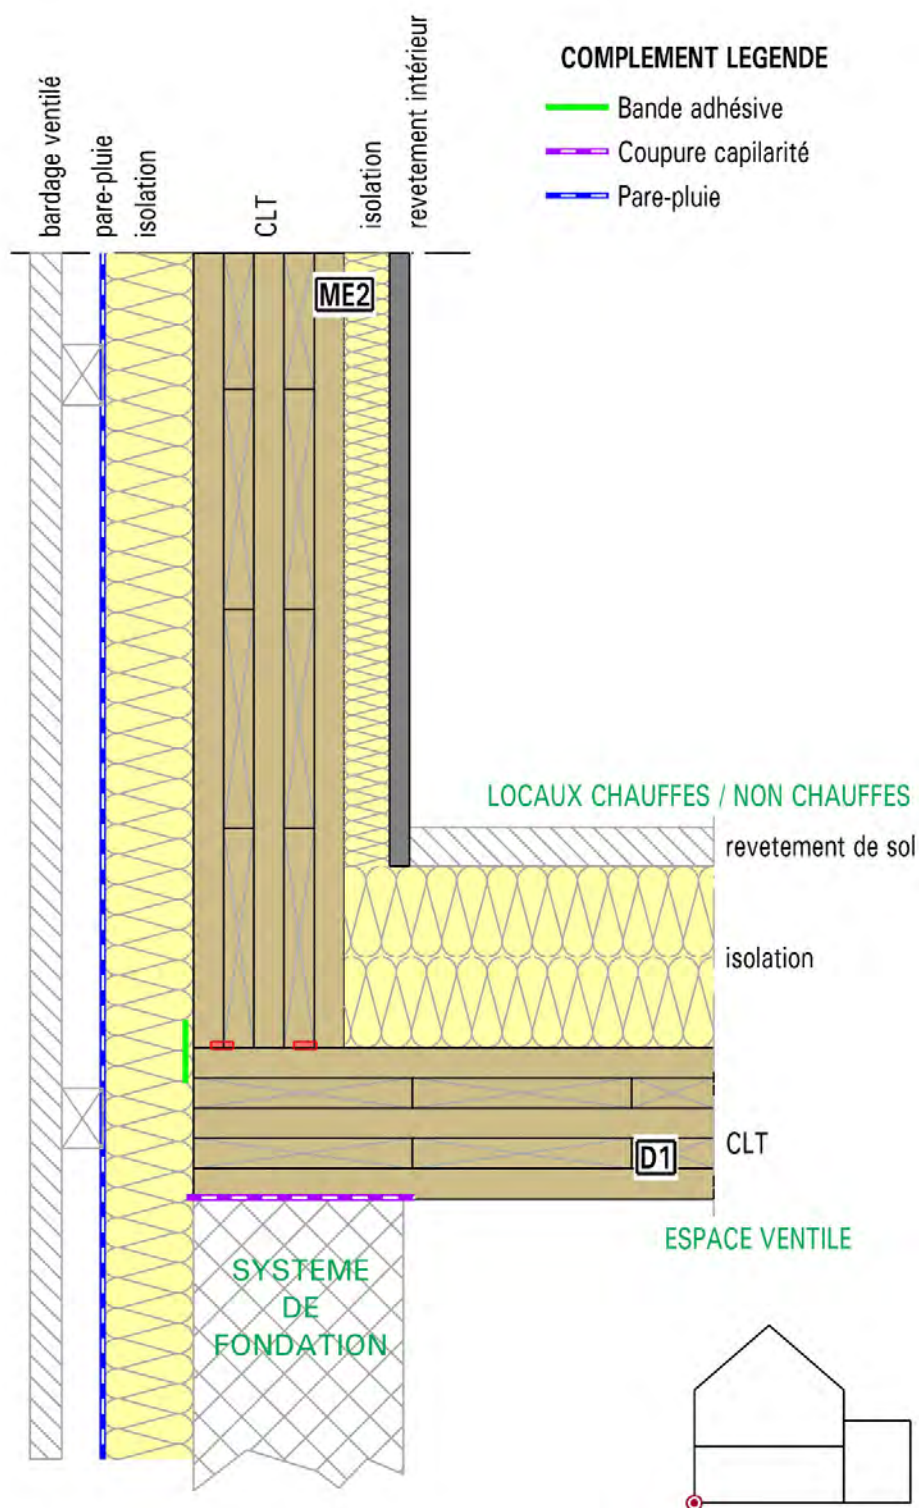 bardage ventilé
pare-pluie
isolation
CLT
isolation
revetement intérieur
COMPLEMENT LEGENDE
Bande adhésive
Coupure capilarité
Pare-pluie
ME2
LOCAUX CHAUFFES / NON CHAUFFES
revetement de sol
isolation
CLT
D1
ESPACE VENTILE
SYSTEME
DE
FONDATION